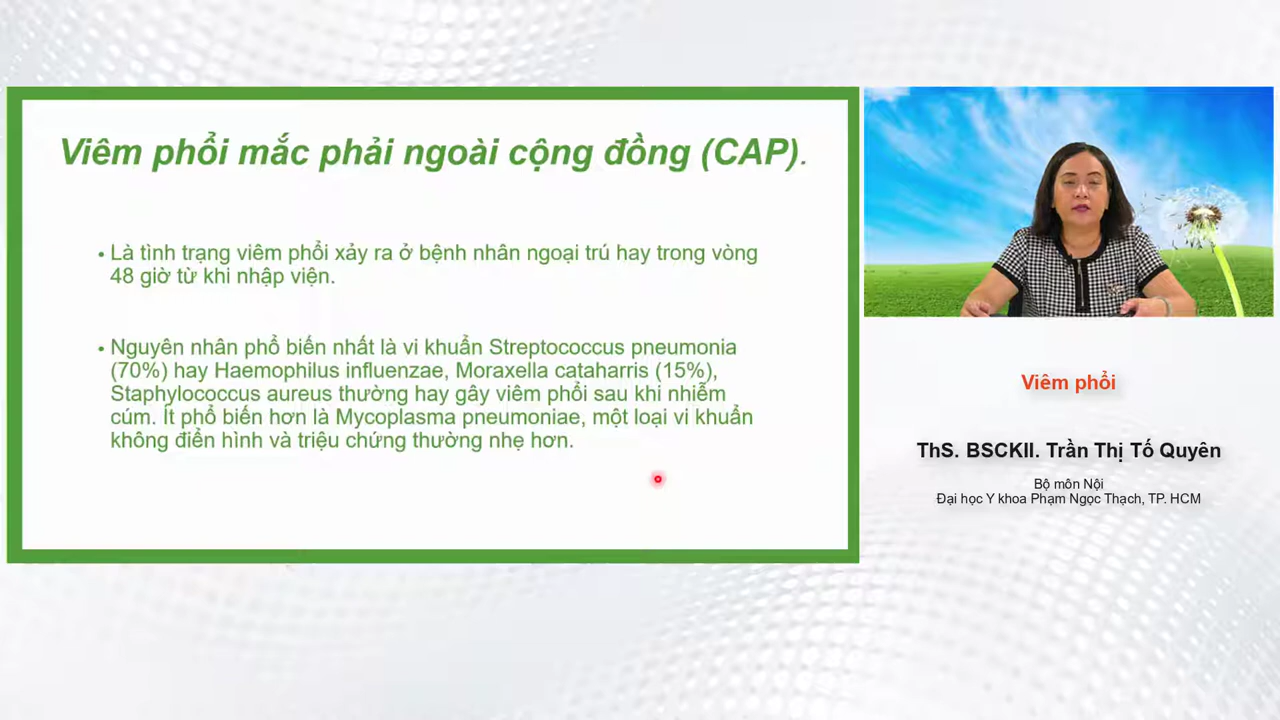 Viêm phổi mắc phải ngoài cộng đồng (CAP).
• Là tình trạng viêm phổi xảy ra ở bệnh nhân ngoại trú hay trong vòng
48 giờ từ khi nhập viện.
• Nguyên nhân phổ biến nhất là vi khuẩn Streptococcus pneumonia
(70%) hay Haemophilus influenzae, Moraxella cataharris (15%),
Staphylococcus aureus thường hay gây viêm phổi sau khi nhiễm
cúm. Ít phổ biến hơn là Mycoplasma pneumoniae, một loại vi khuẩn
không điển hình và triệu chứng thường nhẹ hơn.
Viêm phổi
ThS. BSCKII. Trần Thị Tố Quyên
Bộ môn Nội
Đại học Y khoa Phạm Ngọc Thạch, TP. HCM